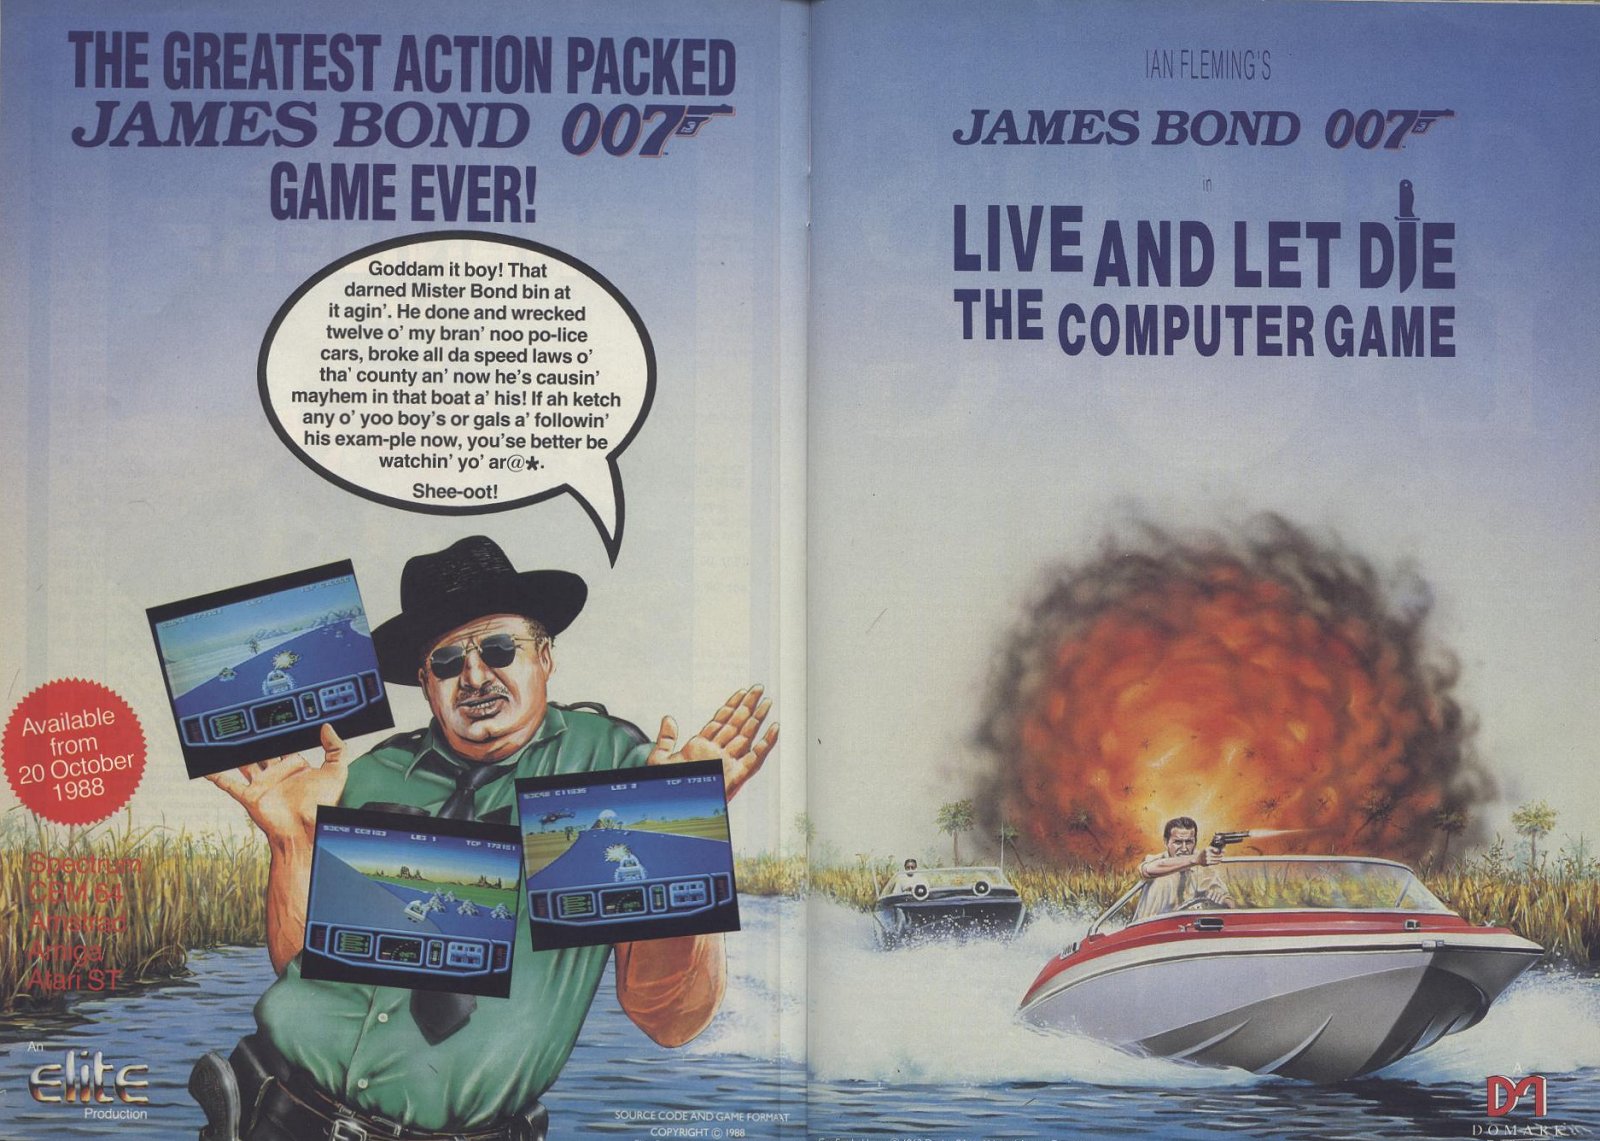 THE GREATEST ACTION PACKED
JAMES BOND 007
GAME EVER!
Goddam it boy! That
darned Mister Bond bin at
it agin'. He done and wrecked
twelve o' my bran' noo po-lice
cars, broke all da speed laws o'
tha' county an' now he's causin'
mayhem in that boat a' his! If ah ketch
any o' yoo boy's or gals a' followin'
his exam-ple now, you'se better be
watchin' yo' ar@*.
Shee-oot!
Available
from
20 October
1988
Spectrum
CBM 64
Amstrad
Amiga
Atari ST
An
elite
Production
SOURCE CODE AND GAME FORMAT
COPYRIGHT © 1988
IAN FLEMING'S
JAMES BOND 007
in
LIVE AND LET DIE
THE COMPUTER GAME
A
DM
DOMARK